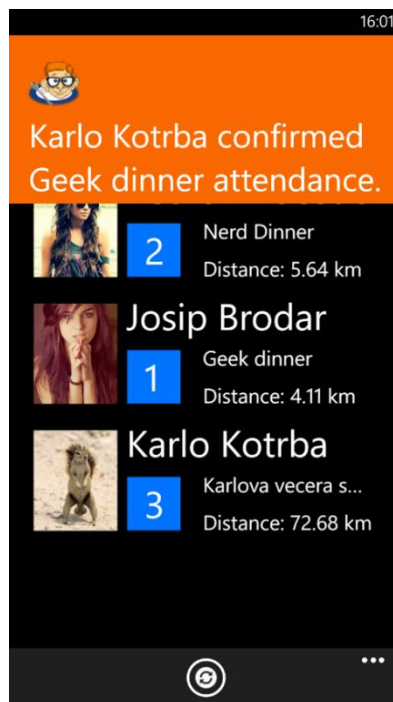 16:01
Karlo Kotrba confirmed
Geek dinner attendance.
2
Nerd Dinner
Distance: 5.64 km
Josip Brodar
1
Geek dinner
Distance: 4.11 km
Karlo Kotrba
3
Karlova vecera s...
Distance: 72.68 km